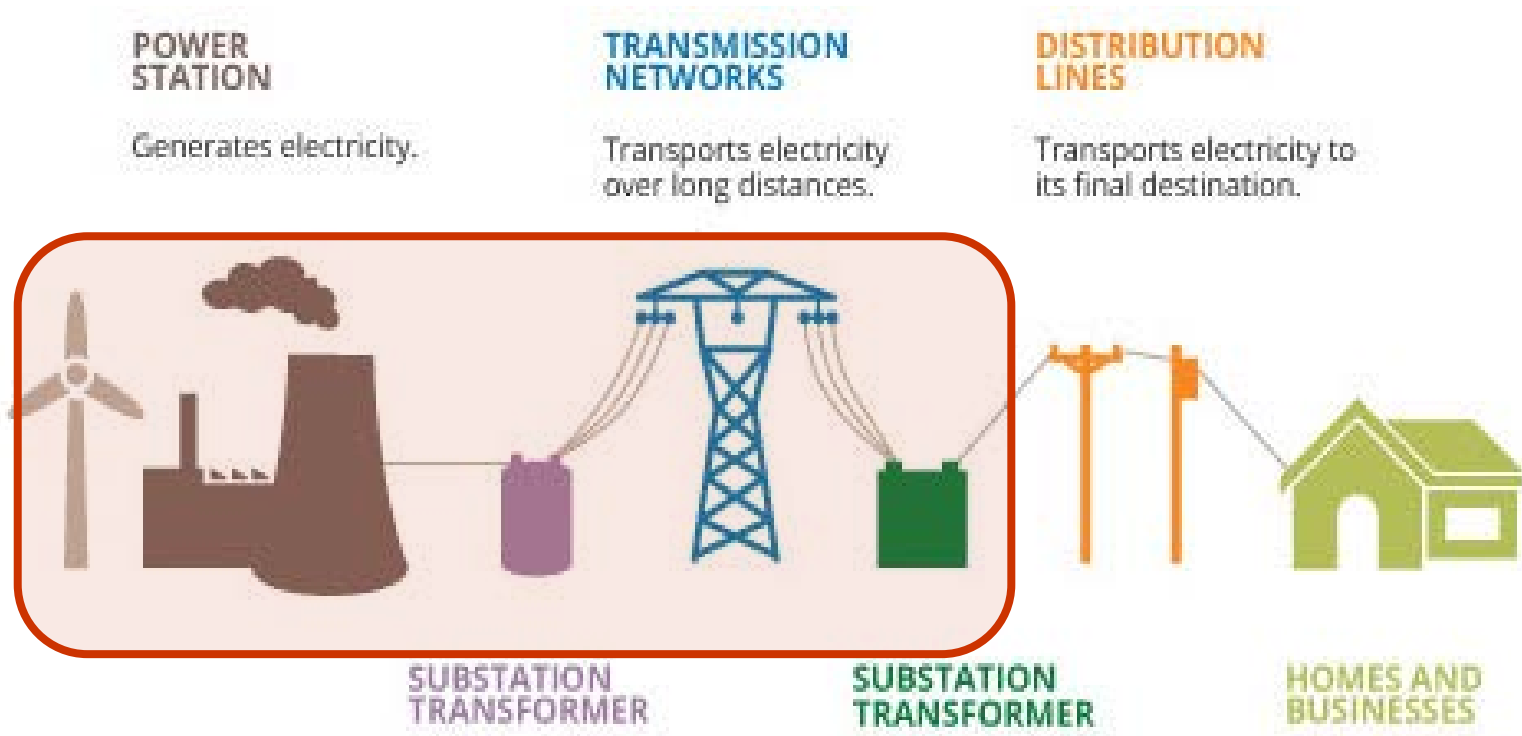 POWER
STATION
Generates electricity.
TRANSMISSION
NETWORKS
Transports electricity
over long distances.
DISTRIBUTION
LINES
Transports electricity to
its final destination.
SUBSTATION
TRANSFORMER
SUBSTATION
TRANSFORMER
HOMES AND
BUSINESSES